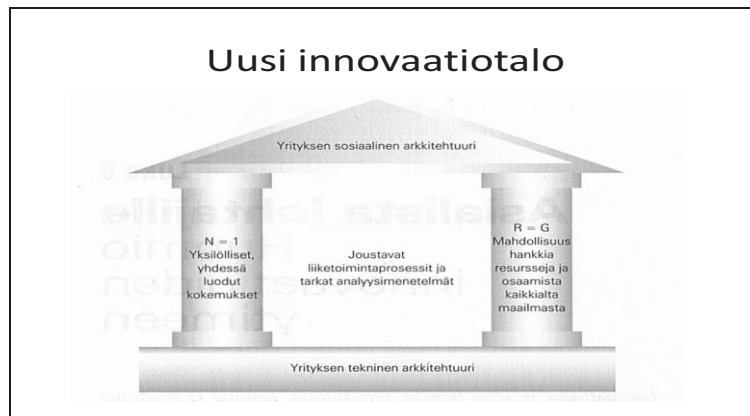 Uusi innovaatiotalo
Yrityksen sosiaalinen arkkitehtuuri
N = 1
Yksilölliset,
yhdessä
luodut
kokemukset
Joustavat
liiketoimintaprosessit ja
tarkat analyysimenetelmät
R = G
Mahdollisuus
hankkia
resursseja ja
osaamista
kaikkialta
maailmasta
Yrityksen tekninen arkkitehtuuri